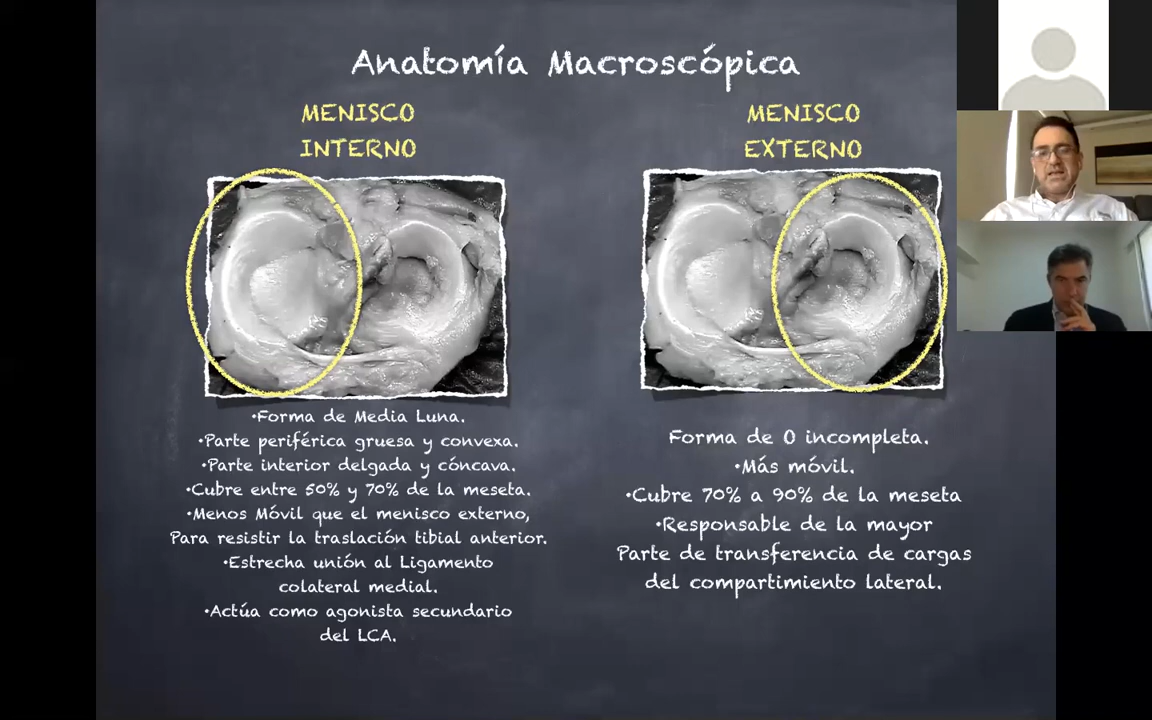 Anatomía Macroscópica
MENISCO
INTERNO
•Forma de Media Luna.
•Parte periférica gruesa y convexa.
•Parte interior delgada y cóncava.
•Cubre entre 50% y 70% de la meseta.
•Menos Móvil que el menisco externo,
Para resistir la traslación tibial anterior.
•Estrecha unión al Ligamento
colateral medial.
•Actúa como agonista secundario
del LCA.
MENISCO
EXTERNO
Forma de O incompleta.
•Más móvil.
•Cubre 70% a 90% de la meseta
•Responsable de la mayor
Parte de transferencia de cargas
del compartimiento lateral.